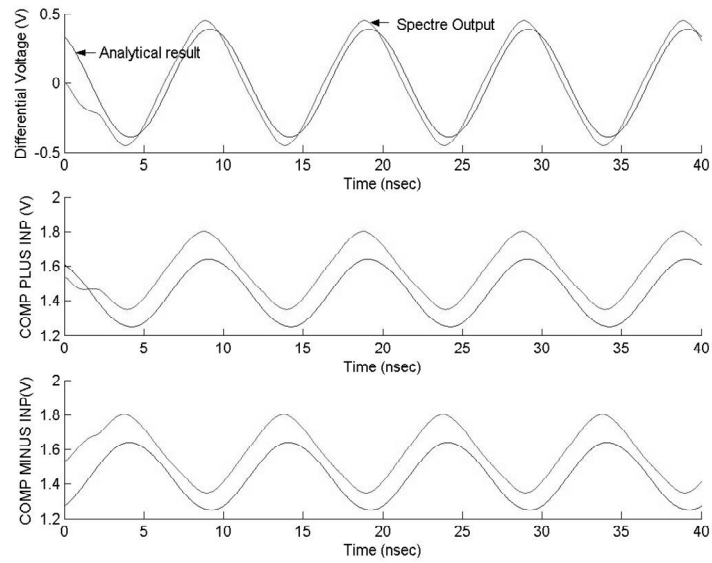 Differential Voltage (V)
0.5
0
-0.5
Analytical result
Spectre Output
0 5 10 15 20 25 30 35 40
Time (nsec)
COMP PLUS INP (V)
2
1.8
1.6
1.4
1.2
0 5 10 15 20 25 30 35 40
Time (nsec)
COMP MINUS INP(V)
2
1.8
1.6
1.4
1.2
0 5 10 15 20 25 30 35 40
Time (nsec)